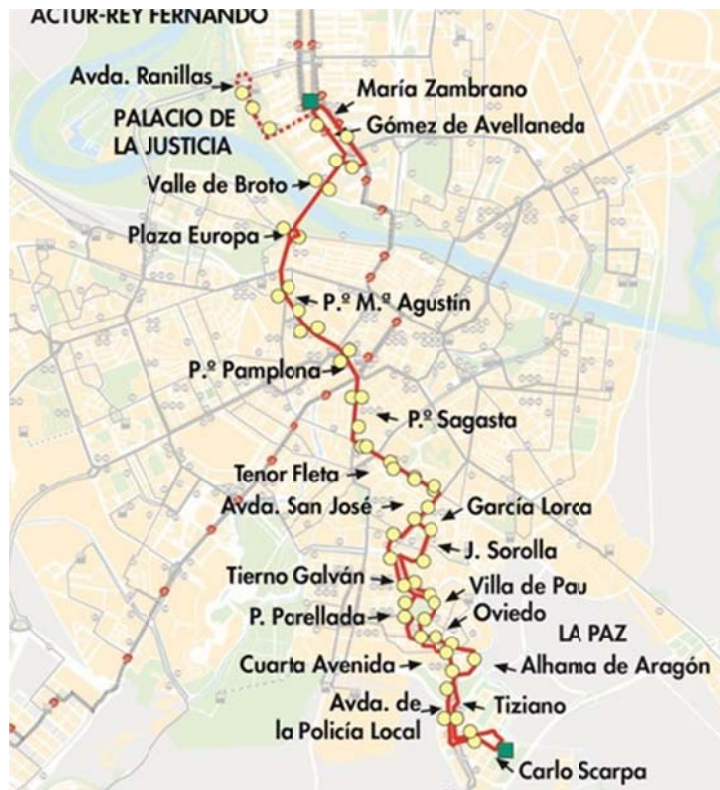 ACTUR-REY FERNANDO
Avda. Ranillas
María Zambrano
PALACIO DE
LA JUSTICIA
Gómez de Avellaneda
Valle de Broto
Plaza Europa
P.º M.ª Agustín
P.º Pamplona
P.º Sagasta
Tenor Fleta
Avda. San José
García Lorca
J. Sorolla
Tierno Galván
Villa de Pau
P. Parellada
Oviedo
LA PAZ
Cuarta Avenida
Alhama de Aragón
Avda. de
la Policía Local
Tiziano
Carlo Scarpa